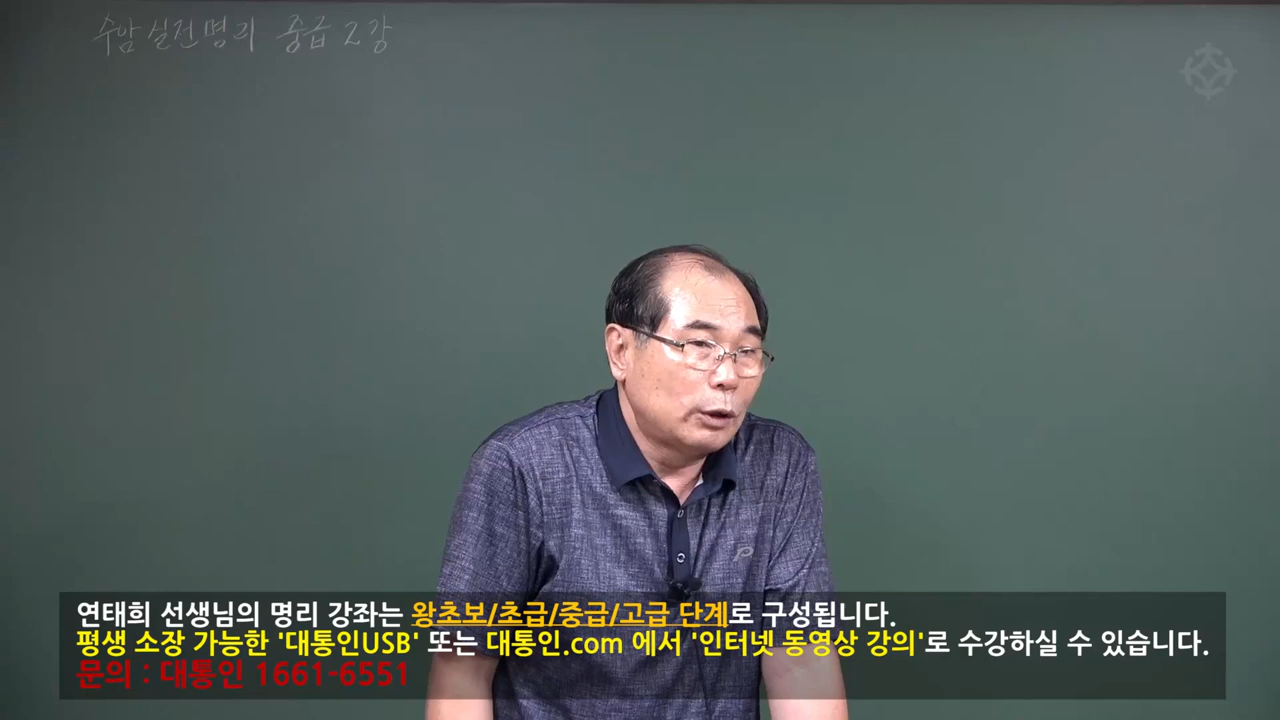 수암 실전명리 중급 2강
연태희 선생님의 명리 강좌는 왕초보/초급/중급/고급 단계로 구성됩니다.
평생 소장 가능한 '대통인USB' 또는 대통인.com 에서 '인터넷 동영상 강의'로 수강하실 수 있습니다.
문의 : 대통인 1661-6551